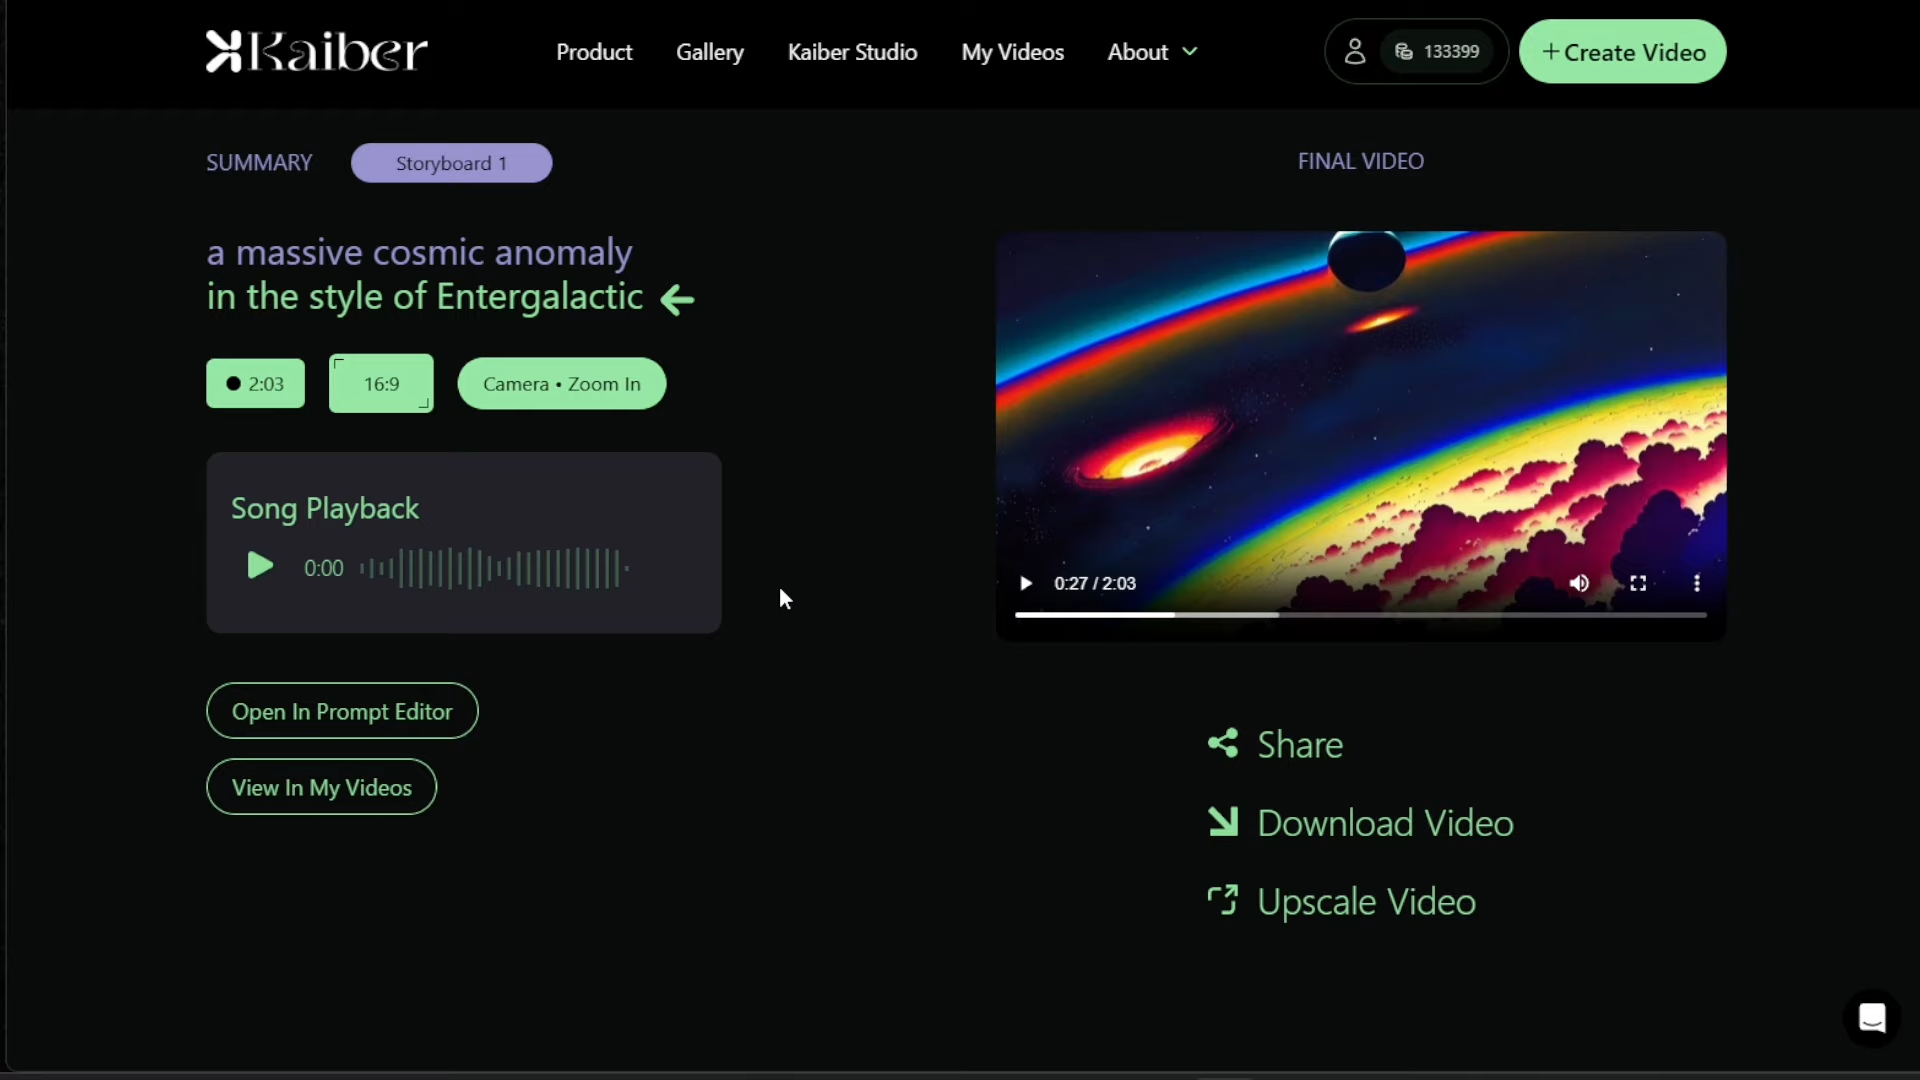 Kaiber
Product
Gallery
Kaiber Studio
My Videos
About
133399
+ Create Video
SUMMARY
Storyboard 1
FINAL VIDEO
a massive cosmic anomaly
in the style of Entergalactic
2:03
16:9
Camera • Zoom In
Song Playback
0:00
0:27 / 2:03
Open In Prompt Editor
View In My Videos
Share
Download Video
Upscale Video